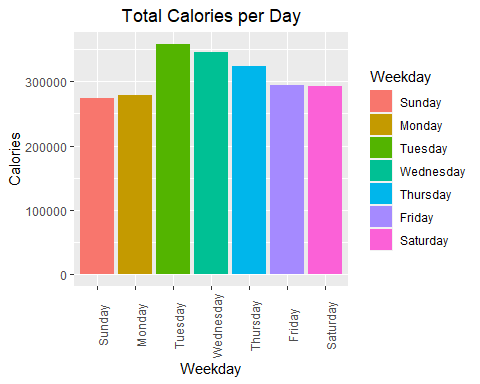 Total Calories per Day
Calories
300000
200000
100000
0
Sunday
Monday
Tuesday
Wednesday
Thursday
Friday
Saturday
Weekday
Weekday
Sunday
Monday
Tuesday
Wednesday
Thursday
Friday
Saturday